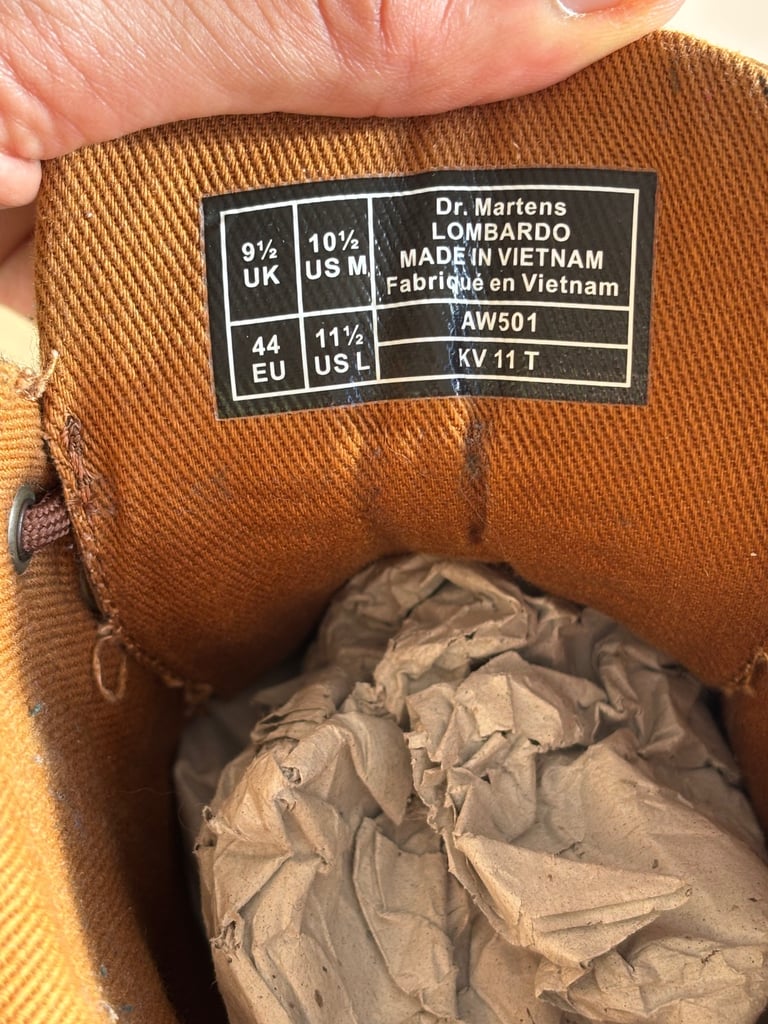 9½
UK
10½
US M
44
EU
11½
US L
Dr. Martens
LOMBARDO
MADE IN VIETNAM
Fabriqué en Vietnam
AW501
KV 11 T